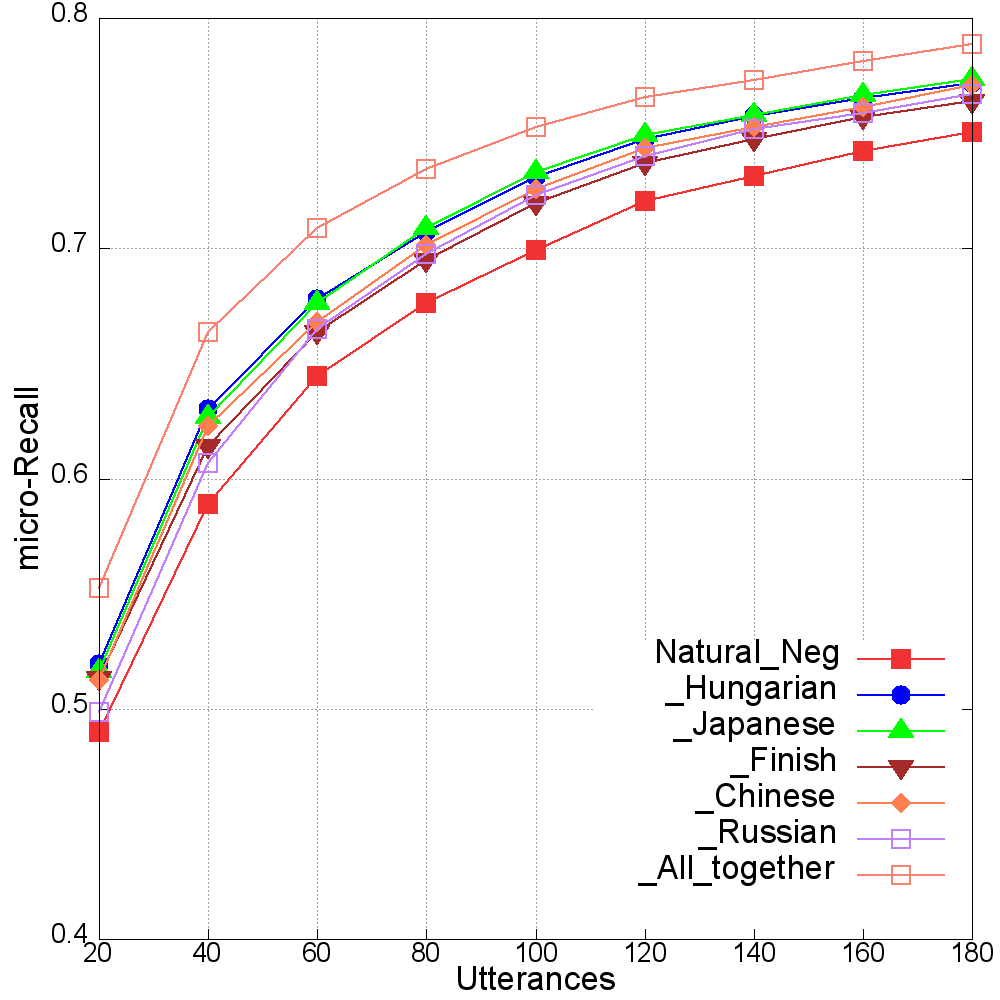 0.8
0.7
0.6
0.5
0.4
micro-Recall
Natural_Neg
_Hungarian
_Japanese
_Finish
_Chinese
_Russian
_All_together
20 40 60 80 100 120 140 160 180
Utterances